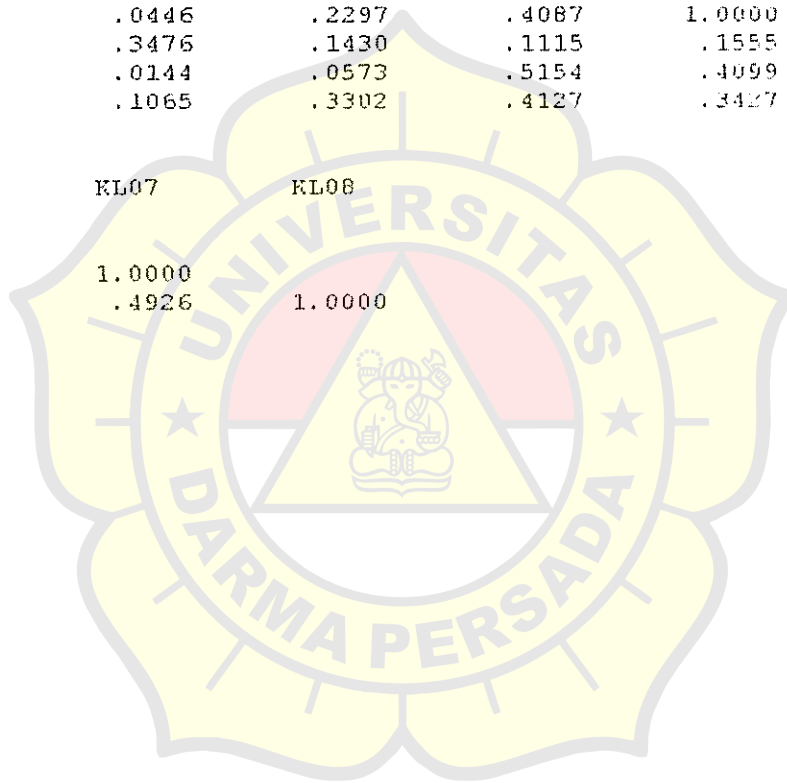 .0446 .2297 .4087 1.0000
.3476 .1430 .1115 .1555
.0144 .0573 .5154 .4099
.1065 .3302 .4127 .3427
KL07 KL08
1.0000
.4926 1.0000
UNIVERSITAS
DARMA PERSADA